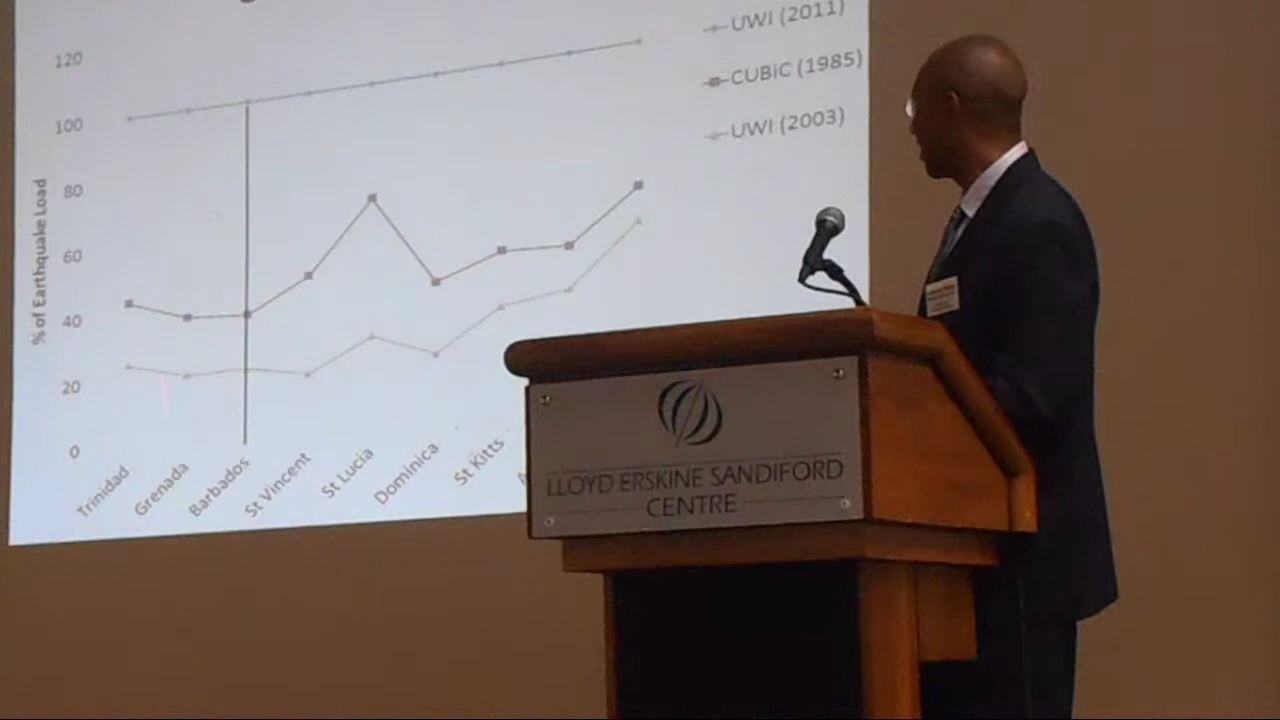 UWI (2011)
CUBiC (1985)
UWI (2003)
120
100
80
60
40
20
0
% of Earthquake Load
Trinidad
Grenada
Barbados
St Vincent
St Lucia
Dominica
St Kitts
LLOYD ERSKINE SANDIFORD
CENTRE